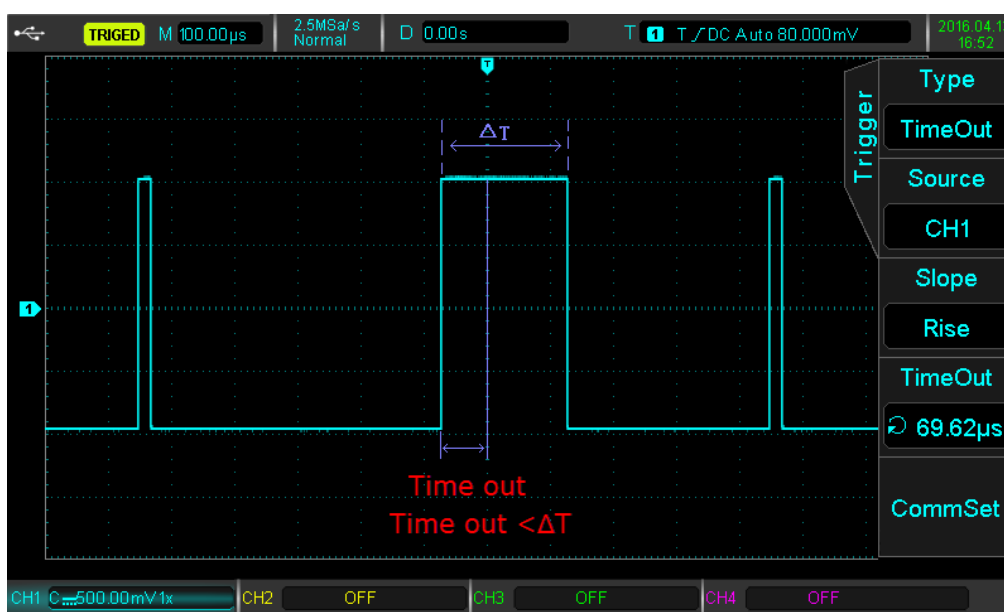 TRIGED M 100.00μs 2.5MSa/s D 0.00s T 1 T DC Auto 80.000mV 2016.04.1
Normal 16:52
T
Type
Trigger
TimeOut
ΔT
Source
CH1
Slope
1
Rise
TimeOut
69.62μs
Time out
Time out <ΔT
CommSet
CH1 C 500.00mV 1x CH2 OFF CH3 OFF CH4 OFF